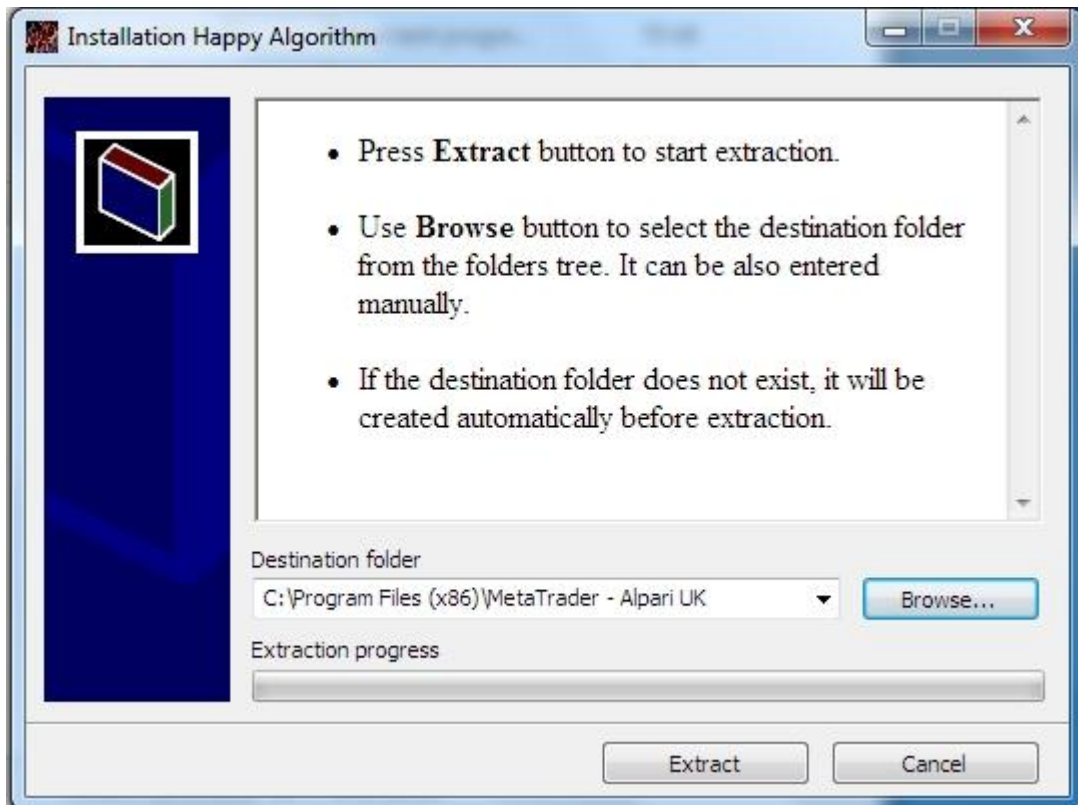 Installation Happy Algorithm
Press Extract button to start extraction.
Use Browse button to select the destination folder
from the folders tree. It can be also entered
manually.
If the destination folder does not exist, it will be
created automatically before extraction.
Destination folder
C:\Program Files (x86)\MetaTrader - Alpari UK
Browse...
Extraction progress
Extract
Cancel